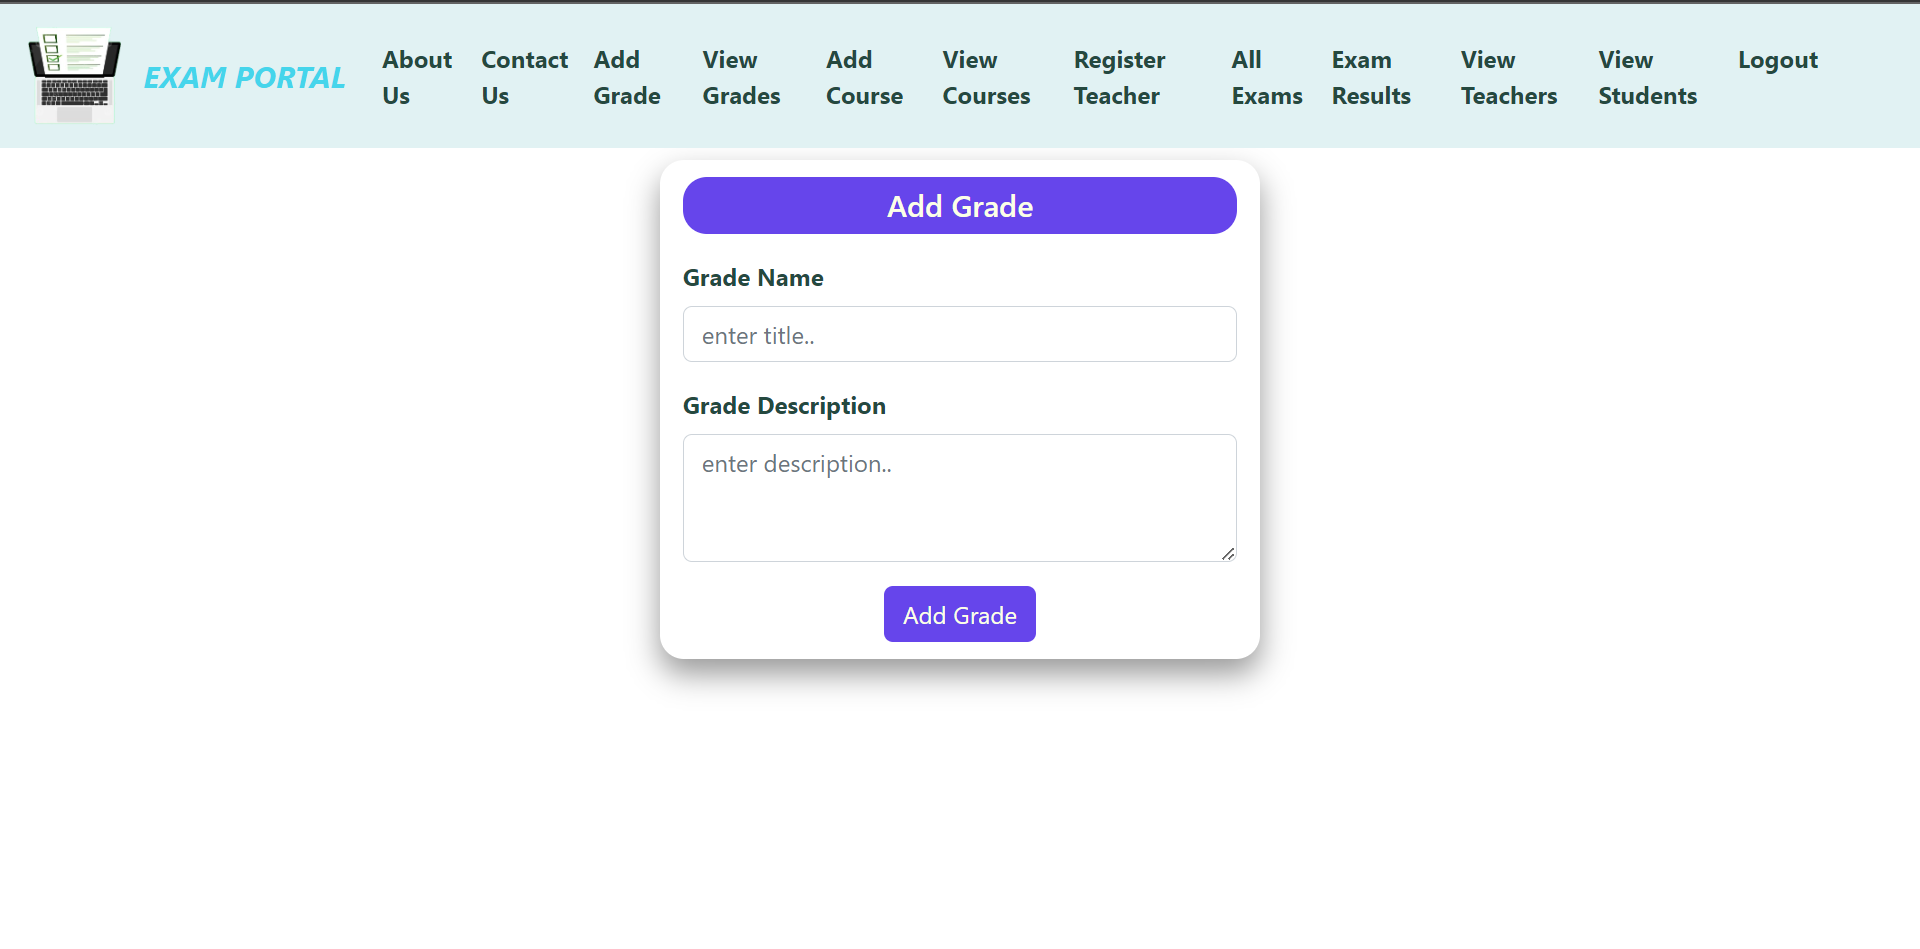 EXAM PORTAL
About Us
Contact Us
Add Grade
View Grades
Add Course
View Courses
Register Teacher
All Exams
Exam Results
View Teachers
View Students
Logout
Add Grade
Grade Name
enter title..
Grade Description
enter description..
Add Grade